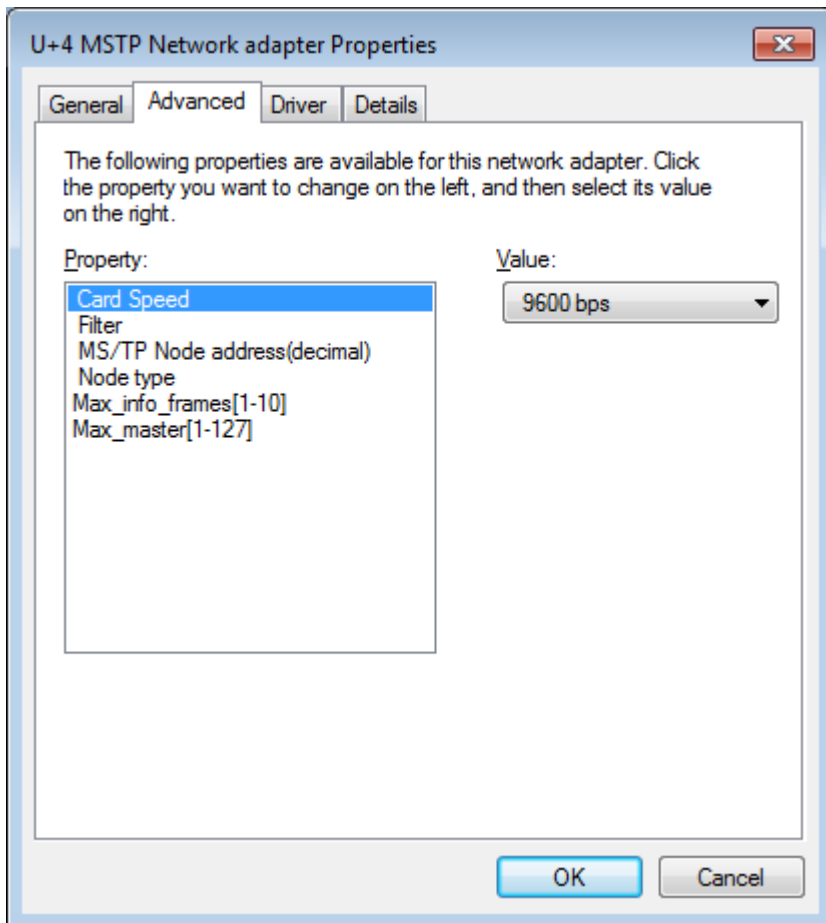 U+4 MSTP Network adapter Properties
General Advanced Driver Details
The following properties are available for this network adapter. Click
the property you want to change on the left, and then select its value
on the right.
Property: Value:
Card Speed 9600 bps
Filter
MS/TP Node address(decimal)
Node type
Max_info_frames[1-10]
Max_master[1-127]
OK Cancel